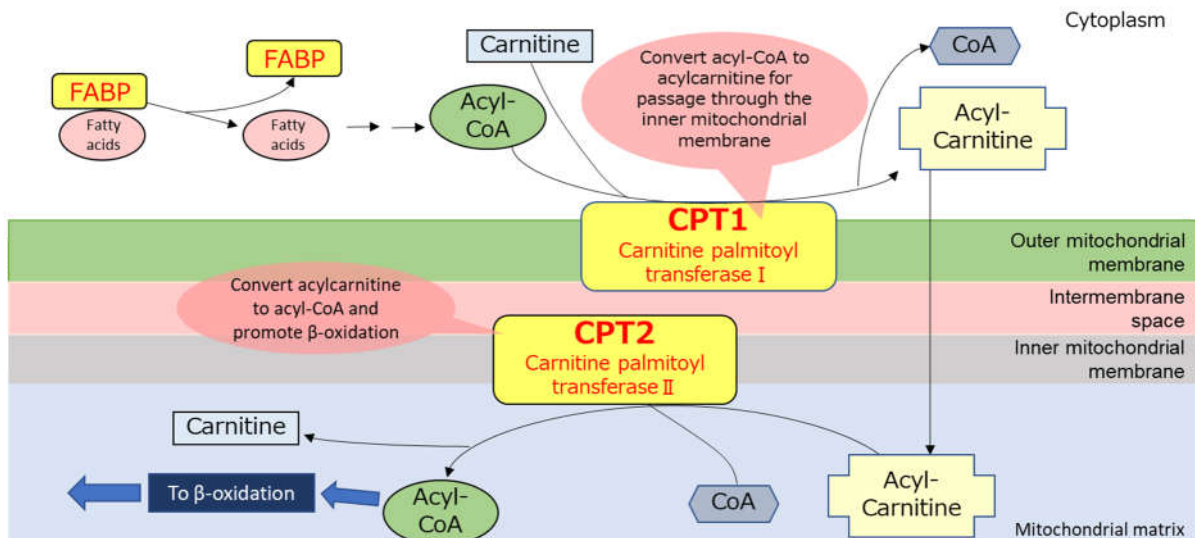 Cytoplasm
Carnitine
Convert acyl-CoA to
acylcarnitine for
passage through the
inner mitochondrial
membrane
CoA
FABP
FABP
Fatty
acids
Fatty
acids
Acyl-
CoA
Acyl-
Carnitine
CPT1
Carnitine palmitoyl
transferase Ⅰ
Outer mitochondrial
membrane
Convert acylcarnitine
to acyl-CoA and
promote β-oxidation
Intermembrane
space
CPT2
Carnitine palmitoyl
transferase Ⅱ
Inner mitochondrial
membrane
Carnitine
To β-oxidation
Acyl-
CoA
CoA
Acyl-
Carnitine
Mitochondrial matrix